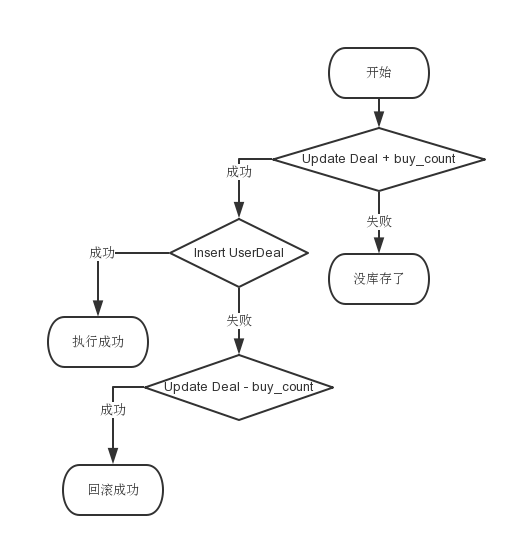 开始
Update Deal + buy_count
成功
失败
Insert UserDeal
成功
没库存了
失败
执行成功
Update Deal - buy_count
成功
回滚成功